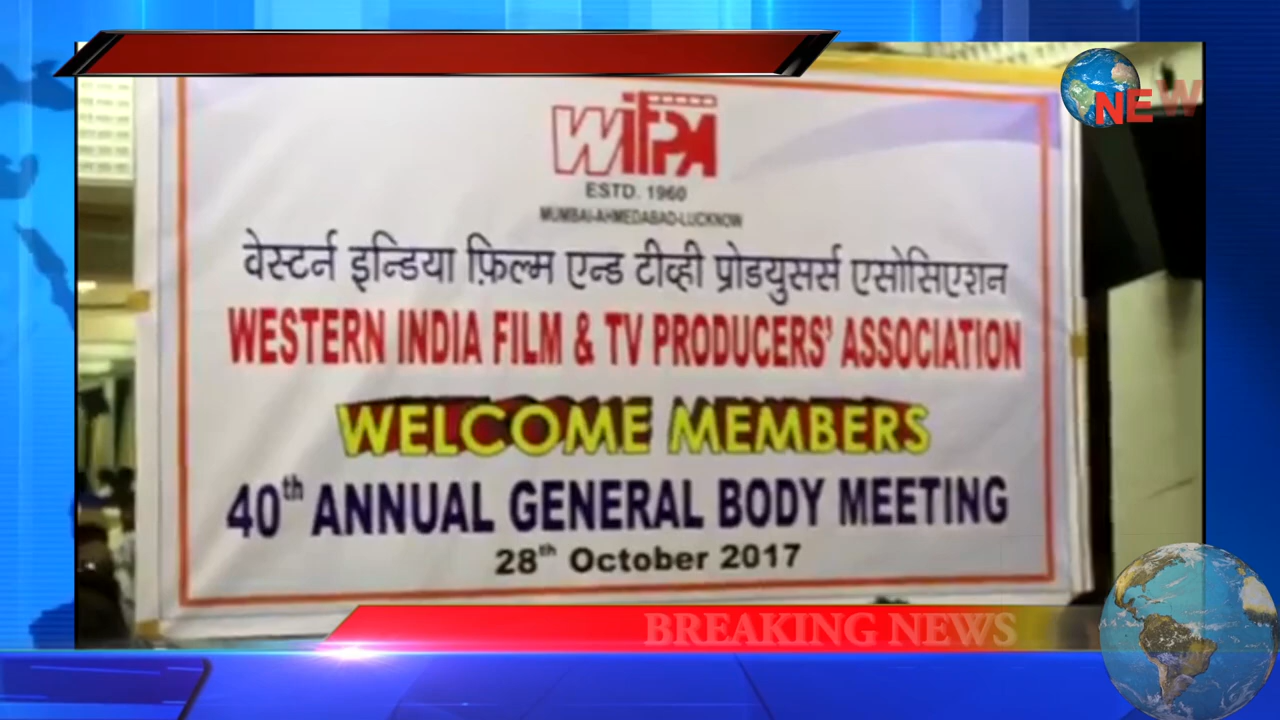 NEW
WIFPA
ESTD. 1960
MUMBAI-AHMEDABAD-LUCKNOW
वेस्टर्न इन्डिया फ़िल्म एन्ड टीव्ही प्रोडयुसर्स एसोसिएशन
WESTERN INDIA FILM & TV PRODUCERS' ASSOCIATION
WELCOME MEMBERS
40th ANNUAL GENERAL BODY MEETING
28th October 2017
BREAKING NEWS